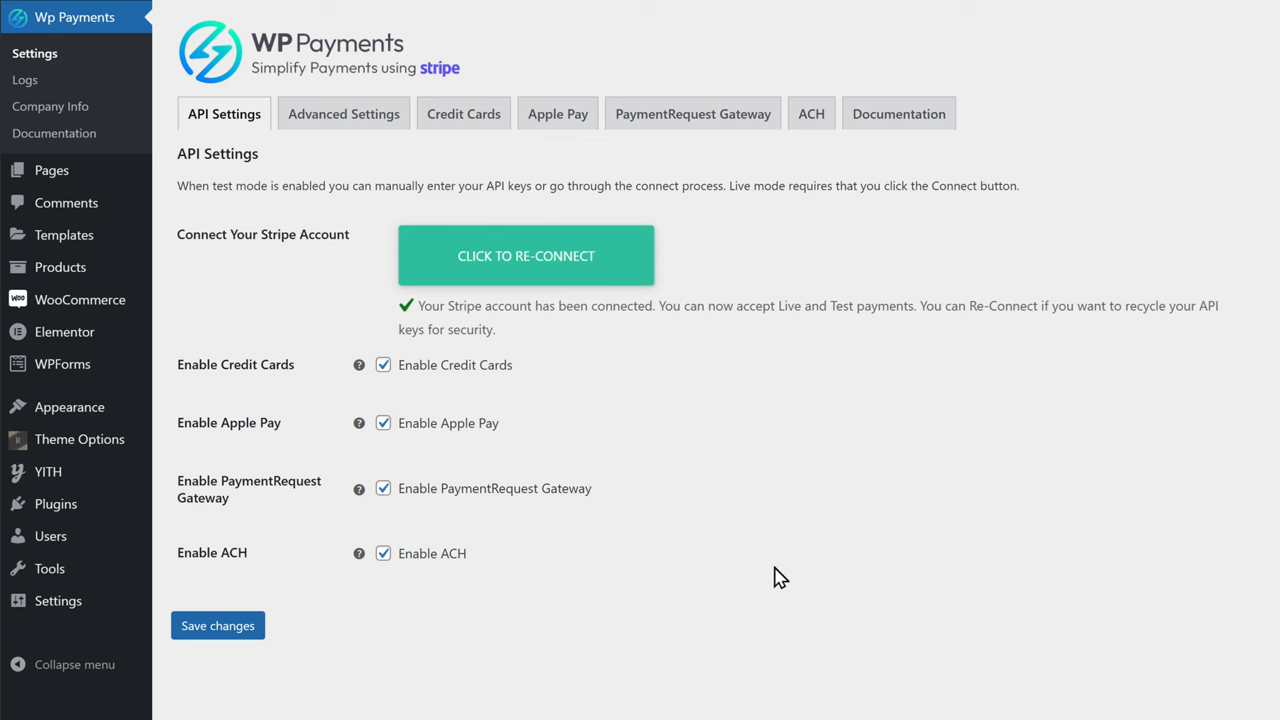 Wp Payments
Settings
Logs
Company Info
Documentation
Pages
Comments
Templates
Products
WooCommerce
Elementor
WPForms
Appearance
Theme Options
YITH
Plugins
Users
Tools
Settings
Collapse menu
WP Payments
Simplify Payments using stripe
API Settings
Advanced Settings
Credit Cards
Apple Pay
PaymentRequest Gateway
ACH
Documentation
API Settings
When test mode is enabled you can manually enter your API keys or go through the connect process. Live mode requires that you click the Connect button.
Connect Your Stripe Account
CLICK TO RE-CONNECT
Your Stripe account has been connected. You can now accept Live and Test payments. You can Re-Connect if you want to recycle your API
keys for security.
Enable Credit Cards
Enable Credit Cards
Enable Apple Pay
Enable Apple Pay
Enable PaymentRequest
Gateway
Enable PaymentRequest Gateway
Enable ACH
Enable ACH
Save changes